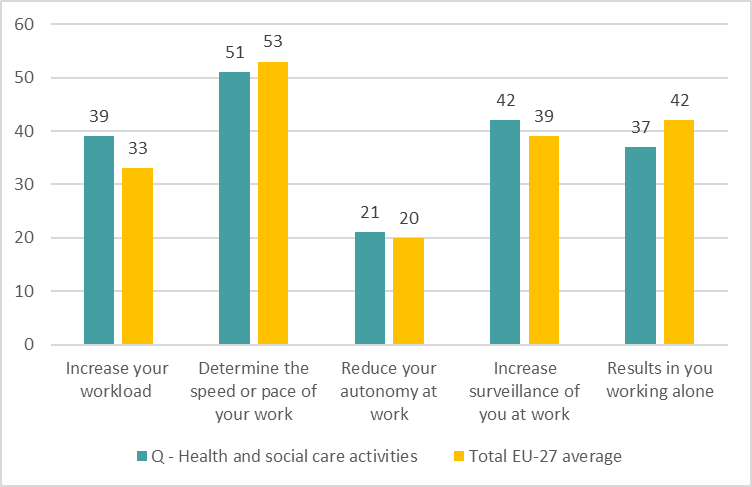 60
50
40
30
20
10
0
39
33
51
53
21
20
42
39
37
42
Increase your
workload
Determine the
speed or pace of
your work
Reduce your
autonomy at
work
Increase
surveillance of
you at work
Results in you
working alone
Q - Health and social care activities
Total EU-27 average